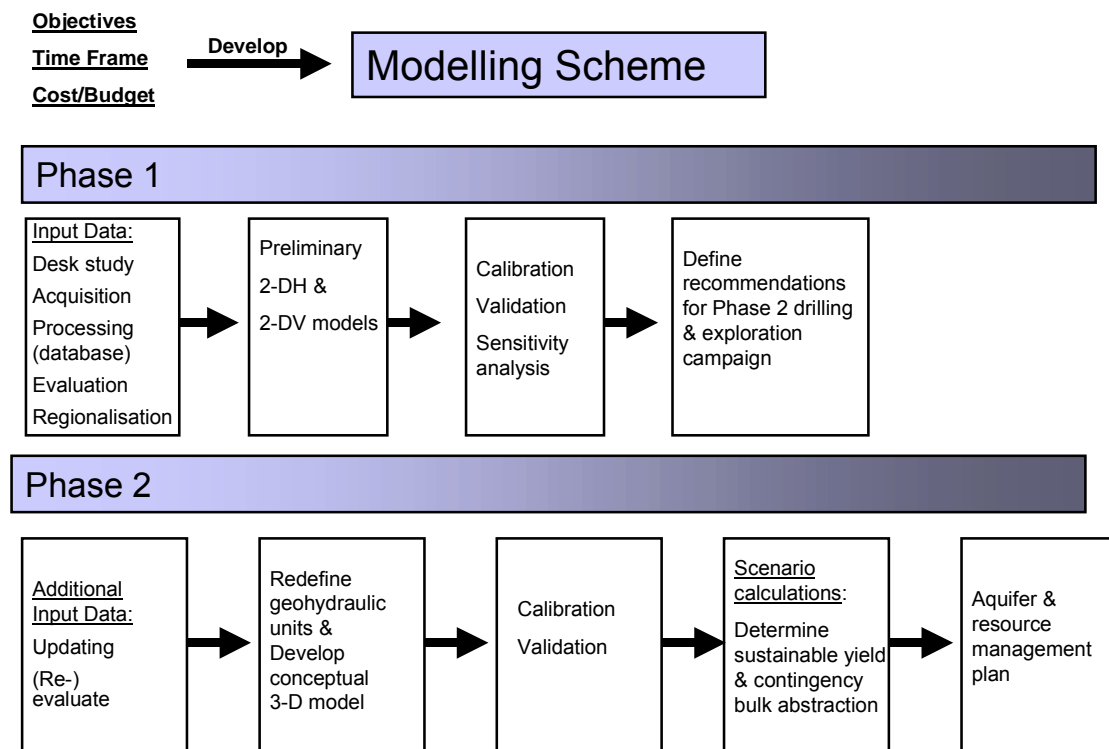 Objectives
Time Frame
Cost/Budget
Develop
Modelling Scheme
Phase 1
Input Data:
Desk study
Acquisition
Processing
(database)
Evaluation
Regionalisation
Preliminary
2-DH &
2-DV models
Calibration
Validation
Sensitivity
analysis
Define
recommendations
for Phase 2 drilling
& exploration
campaign
Phase 2
Additional
Input Data:
Updating
(Re-)
evaluate
Redefine
geohydraulic
units &
Develop
conceptual
3-D model
Calibration
Validation
Scenario
calculations:
Determine
sustainable yield
& contingency
bulk abstraction
Aquifer &
resource
management
plan